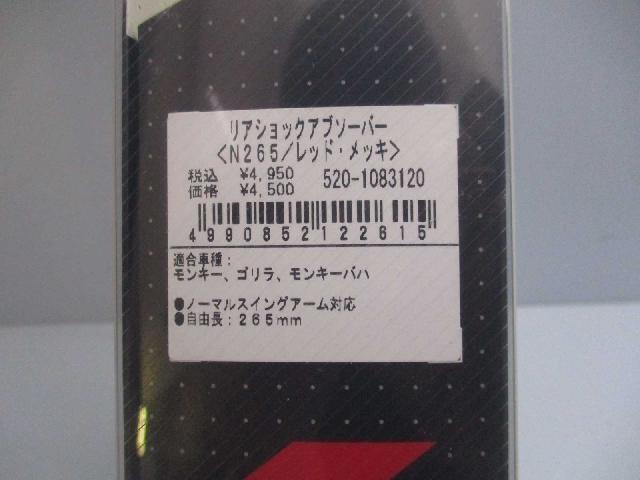 リアショックアブソーバー
<N265/レッド・メッキ>
税込 ¥4,950 520-1083120
価格 ¥4,500
4990852122615
適合車種:
モンキー、ゴリラ、モンキーバハ
●ノーマルスイングアーム対応
●自由長:265mm